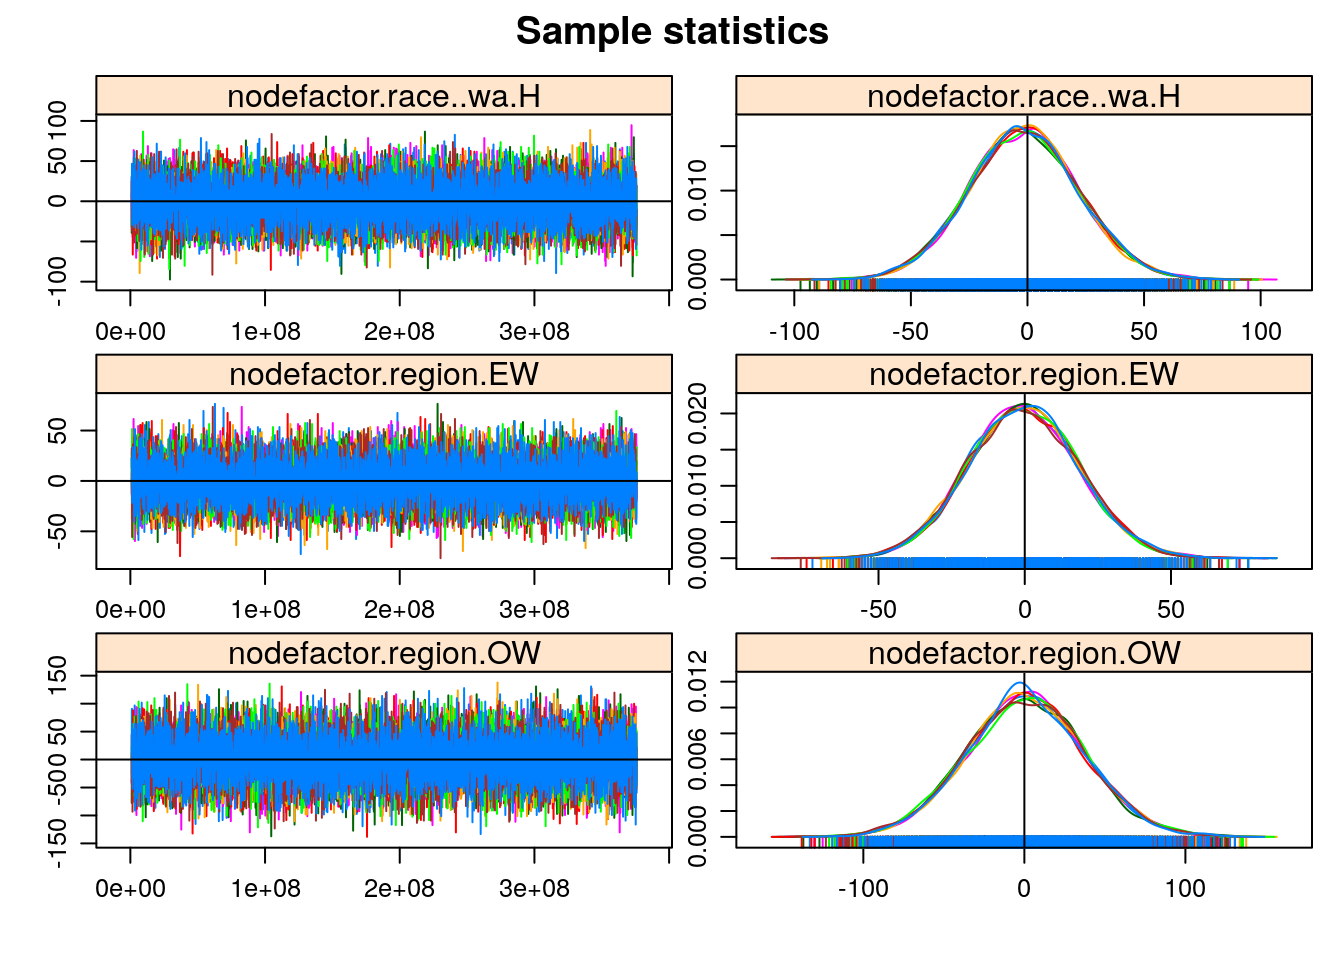 Sample statistics
nodefactor.race..wa.H
nodefactor.race..wa.H
-100 0 50 100
0.000 0.010
0e+00 1e+08 2e+08 3e+08
-100 -50 0 50 100
nodefactor.region.EW
nodefactor.region.EW
-50 0 50
0.000 0.010 0.020
0e+00 1e+08 2e+08 3e+08
-50 0 50
nodefactor.region.OW
nodefactor.region.OW
-150 -50 0 50 150
0.000 0.006 0.012
0e+00 1e+08 2e+08 3e+08
-100 0 100